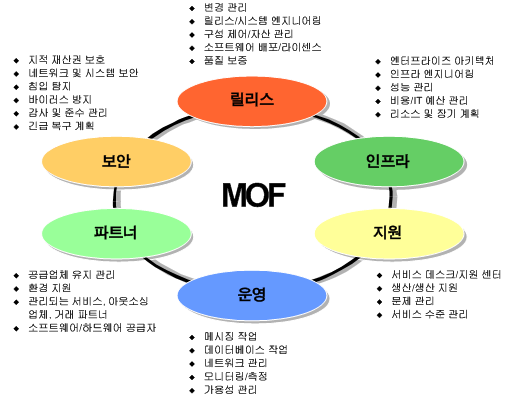 ◆ 변경 관리
◆ 릴리스/시스템 엔지니어링
◆ 구성 제어/자산 관리
◆ 소프트웨어 배포/라이센스
◆ 품질 보증
릴리스
◆ 지적 재산권 보호
◆ 네트워크 및 시스템 보안
◆ 침입 탐지
◆ 바이러스 방지
◆ 감사 및 준수 관리
◆ 긴급 복구 계획
보안
◆ 엔터프라이즈 아키텍처
◆ 인프라 엔지니어링
◆ 성능 관리
◆ 비용/IT 예산 관리
◆ 리소스 및 장기 계획
인프라
MOF
파트너
◆ 공급업체 유지 관리
◆ 환경 지원
◆ 관리되는 서비스, 아웃소싱
업체, 거래 파트너
◆ 소프트웨어/하드웨어 공급자
지원
◆ 서비스 데스크/지원 센터
◆ 생산/생산 지원
◆ 문제 관리
◆ 서비스 수준 관리
운영
◆ 메시징 작업
◆ 데이터베이스 작업
◆ 네트워크 관리
◆ 모니터링/측정
◆ 가용성 관리